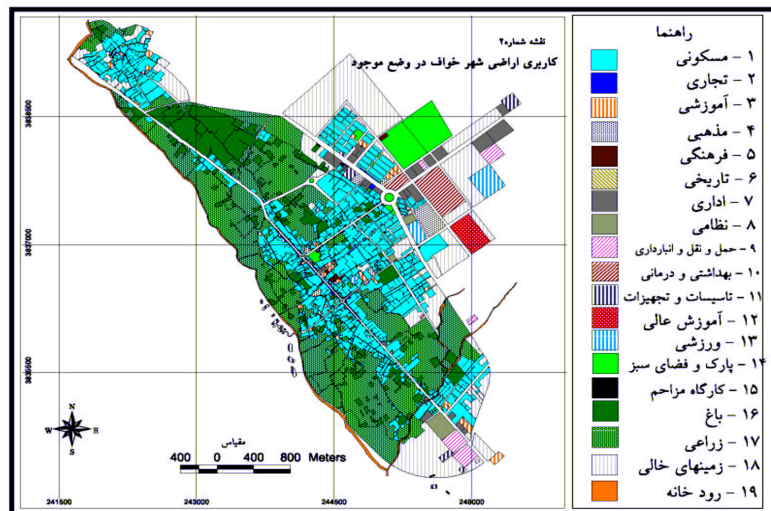 نقشه شماره۲
کاربری اراضی شهر خواف در وضع موجود
3838500
3837000
3835500
N
W E
S
مقیاس
400 0 400 800 Meters
241500 243000 244500 246000
راهنما
۱ - مسکونی
۲ - تجاری
۳ - آموزشی
۴ - مذهبی
۵ - فرهنگی
۶ - تاریخی
۷ - اداری
۸ - نظامی
۹ - حمل و نقل و انبارداری
۱۰ - بهداشتی و درمانی
۱۱ - تاسیسات و تجهیزات
۱۲ - آموزش عالی
۱۳ - ورزشی
۱۴ - پارک و فضای سبز
۱۵ - کارگاه مزاحم
۱۶ - باغ
۱۷ - زراعی
۱۸ - زمینهای خالی
۱۹ - رود خانه